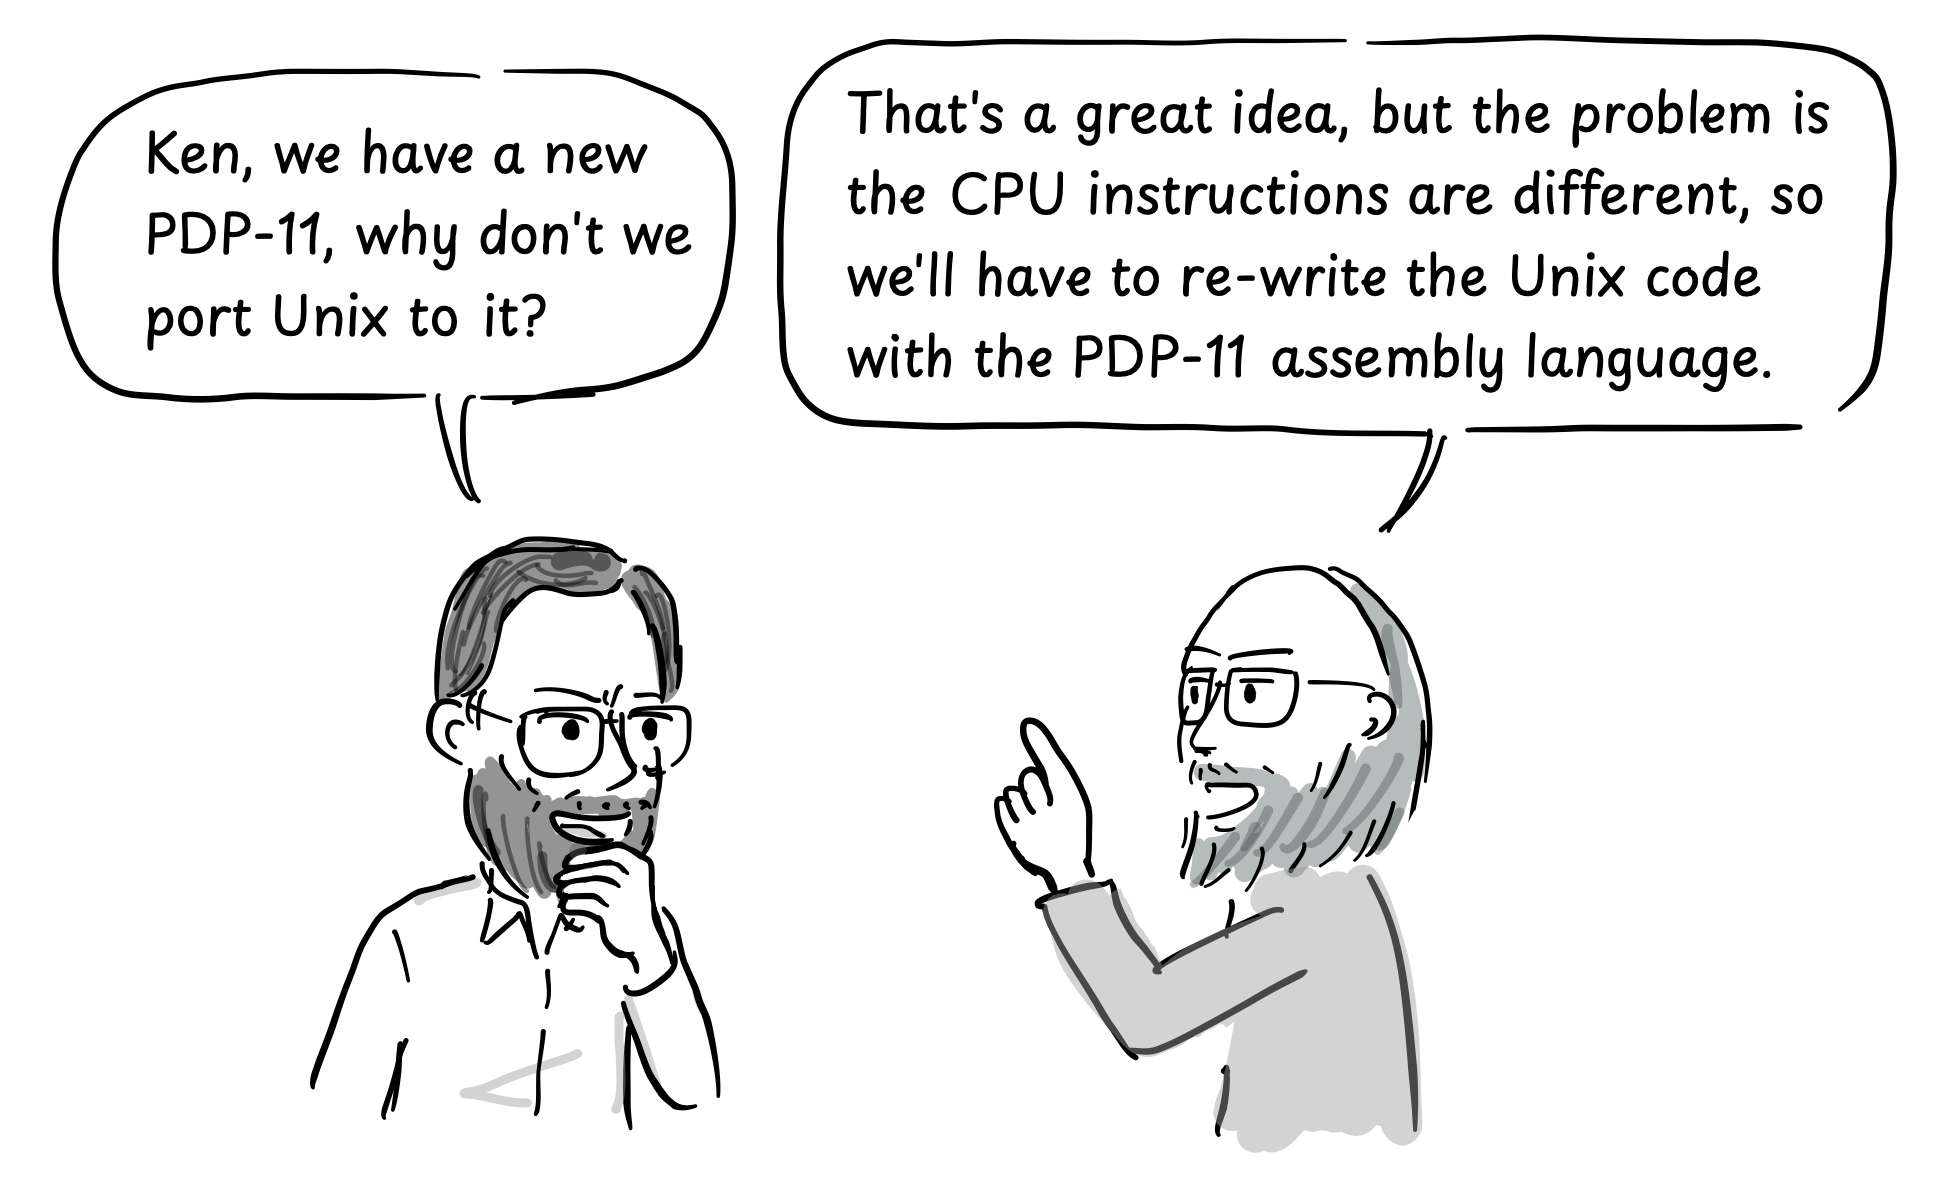 Ken, we have a new
PDP-11, why don't we
port Unix to it?
That's a great idea, but the problem is
the CPU instructions are different, so
we'll have to re-write the Unix code
with the PDP-11 assembly language.